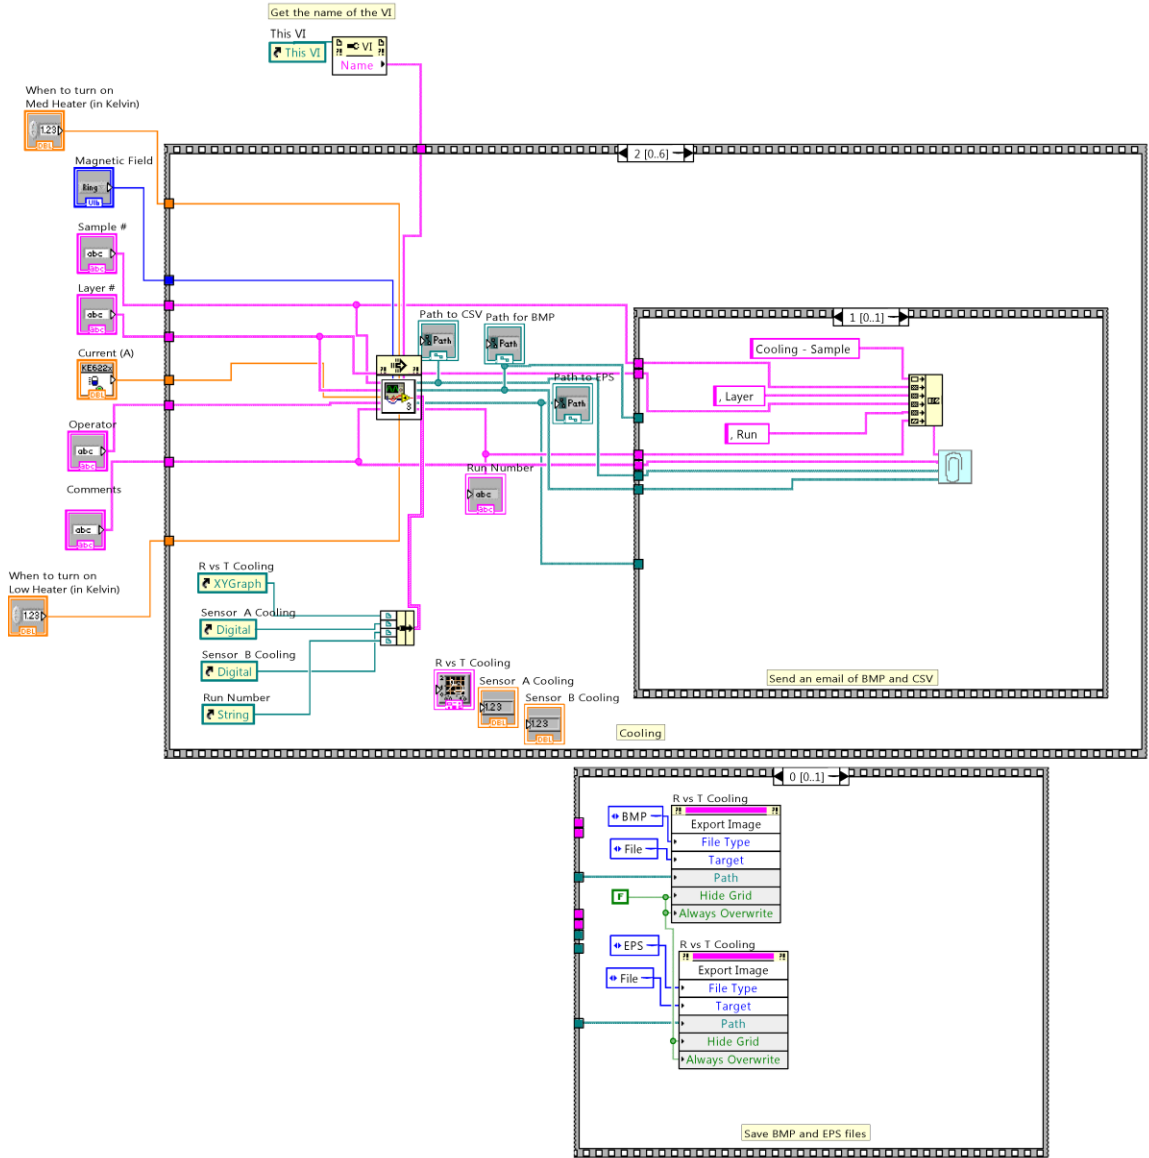 Get the name of the VI
This VI
This VI
VI
Name
When to turn on
Med Heater (in Kelvin)
1.23
DBL
Magnetic Field
Ring
U16
Sample #
abc
abc
Layer #
abc
abc
Current (A)
KE622x
DBL
Operator
abc
abc
Comments
abc
abc
When to turn on
Low Heater (in Kelvin)
1.23
DBL
2 [0..6]
Path to CSV
Path
Path for BMP
Path
Path to EPS
Path
S
Run Number
abc
abc
R vs T Cooling
XYGraph
Sensor A Cooling
Digital
Sensor B Cooling
Digital
Run Number
String
R vs T Cooling
Sensor A Cooling
1.23
DBL
Sensor B Cooling
1.23
DBL
Cooling
1 [0..1]
Cooling - Sample
, Layer
, Run
Send an email of BMP and CSV
0 [0..1]
R vs T Cooling
BMP
Export Image
File Type
File
Target
Path
F
Hide Grid
Always Overwrite
R vs T Cooling
EPS
Export Image
File
File Type
Target
Path
Hide Grid
Always Overwrite
Save BMP and EPS files